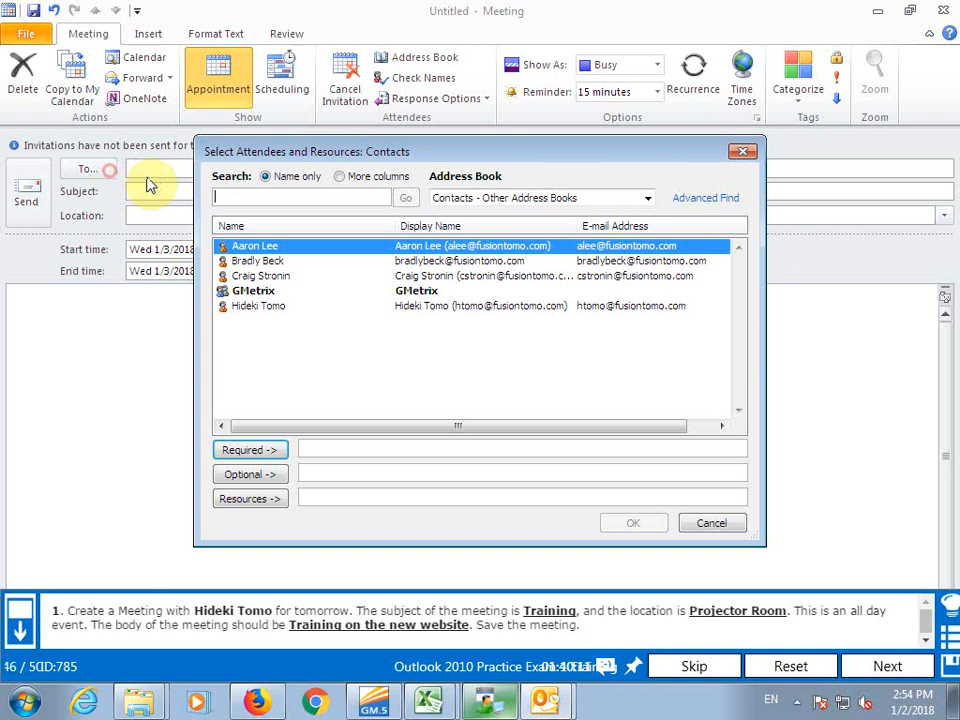 Untitled - Meeting
File
Meeting
Insert
Format Text
Review
Delete
Copy to My Calendar
Calendar
Forward
OneNote
Actions
Appointment
Scheduling
Show
Cancel Invitation
Address Book
Check Names
Response Options
Attendees
Show As:
Busy
Reminder:
15 minutes
Recurrence
Time Zones
Options
Categorize
Tags
Zoom
Zoom
Invitations have not been sent for t
Send
To...
Subject:
Location:
Start time:
Wed 1/3/2018
End time:
Wed 1/3/2018
Select Attendees and Resources: Contacts
Search:
Name only
More columns
Address Book
Go
Contacts - Other Address Books
Advanced Find
Name Display Name E-mail Address
Aaron Lee Aaron Lee (alee@fusiontomo.com) alee@fusiontomo.com
Bradly Beck bradlybeck@fusiontomo.com bradlybeck@fusiontomo.com
Craig Stronin Craig Stronin (cstronin@fusiontomo.c... cstronin@fusiontomo.com
GMetrix GMetrix
Hideki Tomo Hideki Tomo (htomo@fusiontomo.com) htomo@fusiontomo.com
Required ->
Optional ->
Resources ->
OK
Cancel
1. Create a Meeting with Hideki Tomo for tomorrow. The subject of the meeting is Training, and the location is Projector Room. This is an all day
event. The body of the meeting should be Training on the new website. Save the meeting.
Outlook 2010 Practice Exam
Skip
Reset
Next
GM.5
EN
2:54 PM
1/2/2018